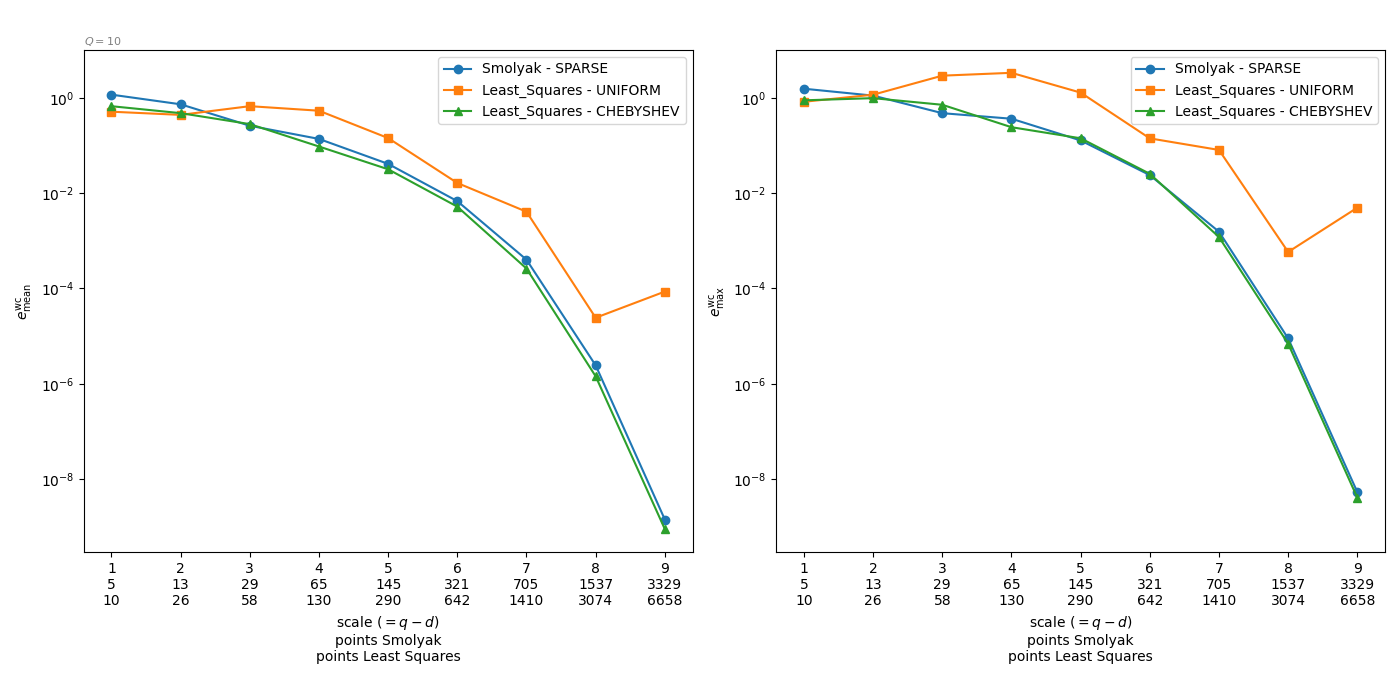 Q = 10
10⁰
10⁻²
10⁻⁴
10⁻⁶
10⁻⁸
e^wc_mean
Smolyak - SPARSE
Least_Squares - UNIFORM
Least_Squares - CHEBYSHEV
1 2 3 4 5 6 7 8 9
5 13 29 65 145 321 705 1537 3329
10 26 58 130 290 642 1410 3074 6658
scale (= q − d)
points Smolyak
points Least Squares
10⁰
10⁻²
10⁻⁴
10⁻⁶
10⁻⁸
e^wc_max
Smolyak - SPARSE
Least_Squares - UNIFORM
Least_Squares - CHEBYSHEV
1 2 3 4 5 6 7 8 9
5 13 29 65 145 321 705 1537 3329
10 26 58 130 290 642 1410 3074 6658
scale (= q − d)
points Smolyak
points Least Squares